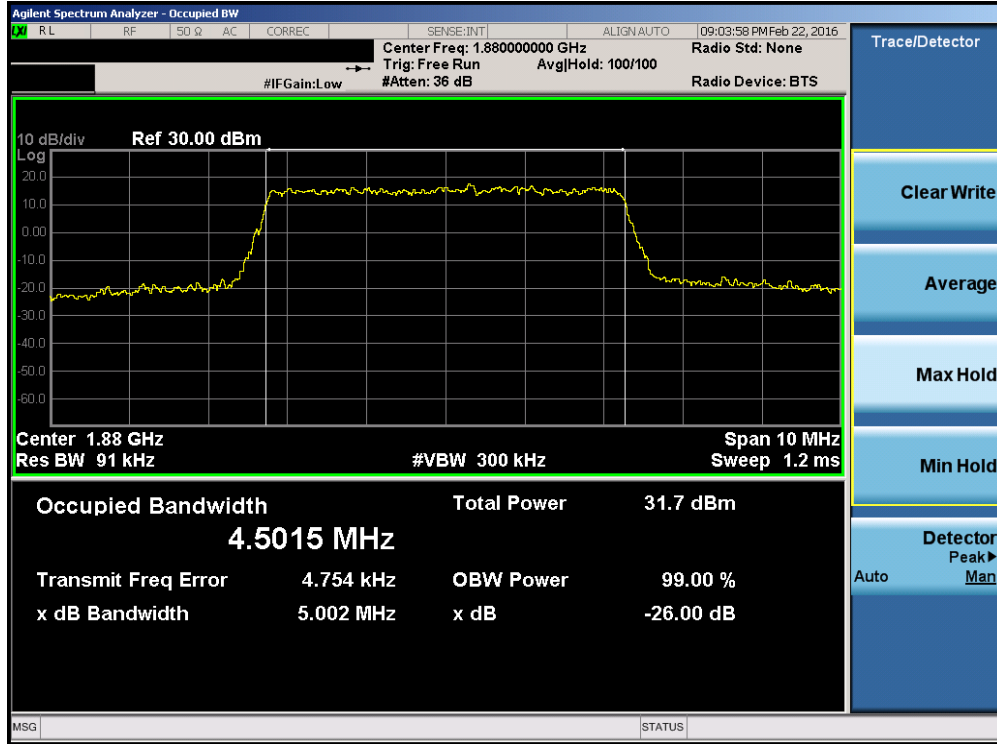 Agilent Spectrum Analyzer - Occupied BW
LXI RL RF 50 Ω AC CORREC SENSE:INT ALIGN AUTO 09:03:58 PM Feb 22, 2016
Center Freq: 1.880000000 GHz Radio Std: None
Trig: Free Run Avg|Hold: 100/100
#IFGain:Low #Atten: 36 dB Radio Device: BTS
10 dB/div Ref 30.00 dBm
Log
20.0
10.0
0.00
-10.0
-20.0
-30.0
-40.0
-50.0
-60.0
Center 1.88 GHz Span 10 MHz
Res BW 91 kHz #VBW 300 kHz Sweep 1.2 ms
Occupied Bandwidth Total Power 31.7 dBm
4.5015 MHz
Transmit Freq Error 4.754 kHz OBW Power 99.00 %
x dB Bandwidth 5.002 MHz x dB -26.00 dB
Trace/Detector
Clear Write
Average
Max Hold
Min Hold
Detector
Peak▶
Auto Man
MSG STATUS